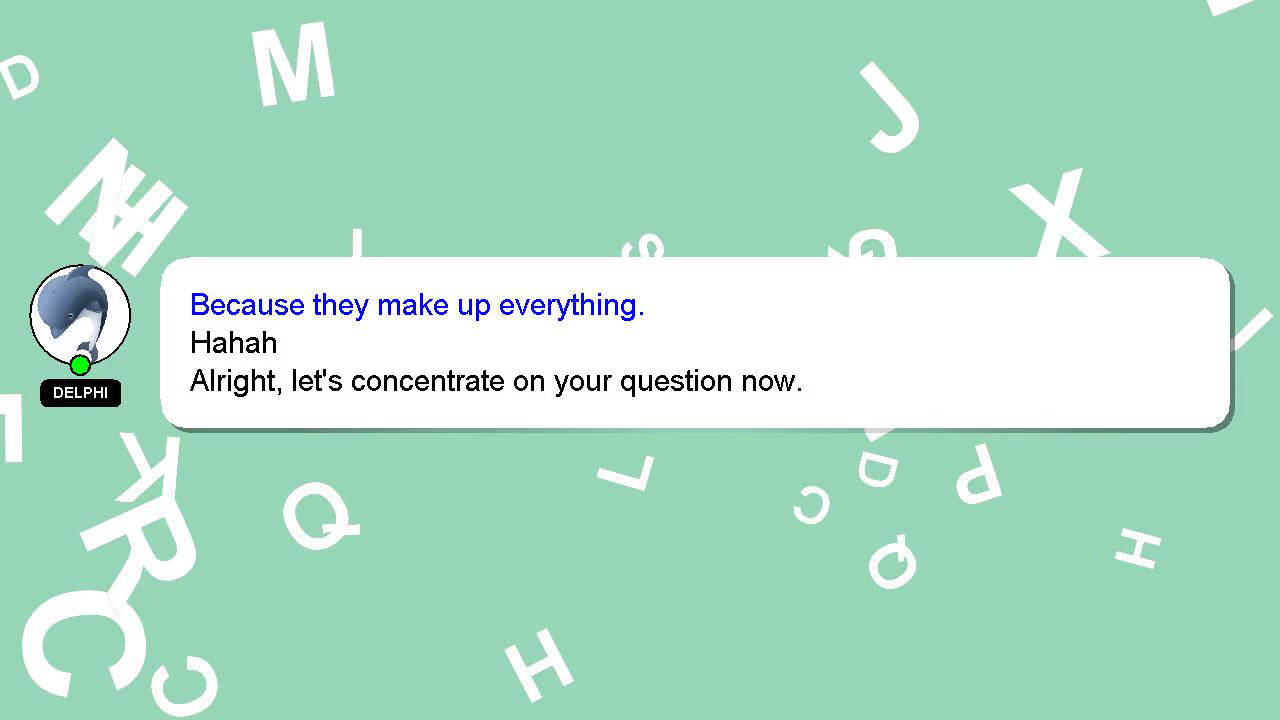 Because they make up everything.
Hahah
Alright, let's concentrate on your question now.
DELPHI
D
M
J
N
H
X
I
S
G
L
K
R
Q
L
C
D
P
Q
H
C
C
H